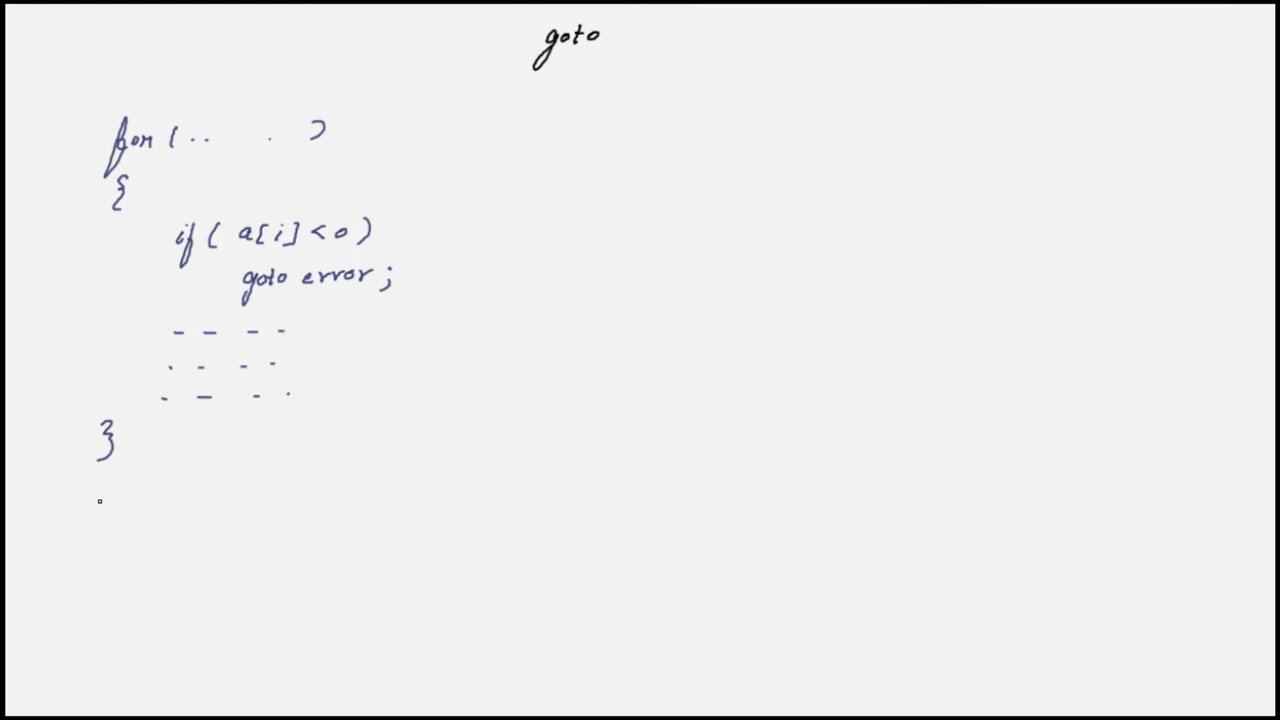 goto
for (.. . )
{
if ( a[i] < 0 )
goto error ;
- - - -
. - - -
. - - .
}